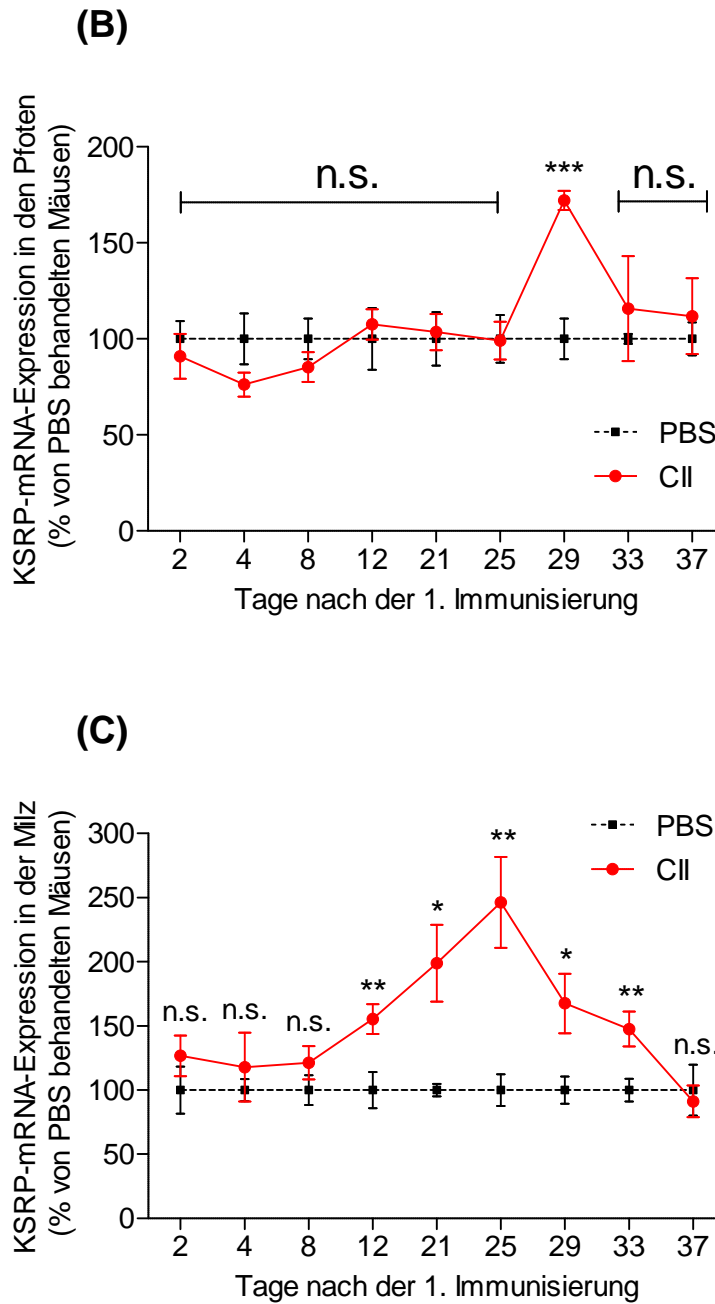 (B)
KSRP-mRNA-Expression in den Pfoten
(% von PBS behandelten Mäusen)
200
150
100
50
0
n.s.
***
n.s.
PBS
CII
2 4 8 12 21 25 29 33 37
Tage nach der 1. Immunisierung
(C)
KSRP-mRNA-Expression in der Milz
(% von PBS behandelten Mäusen)
300
250
200
150
100
50
0
n.s. n.s. n.s. ** * ** * ** n.s.
PBS
CII
2 4 8 12 21 25 29 33 37
Tage nach der 1. Immunisierung